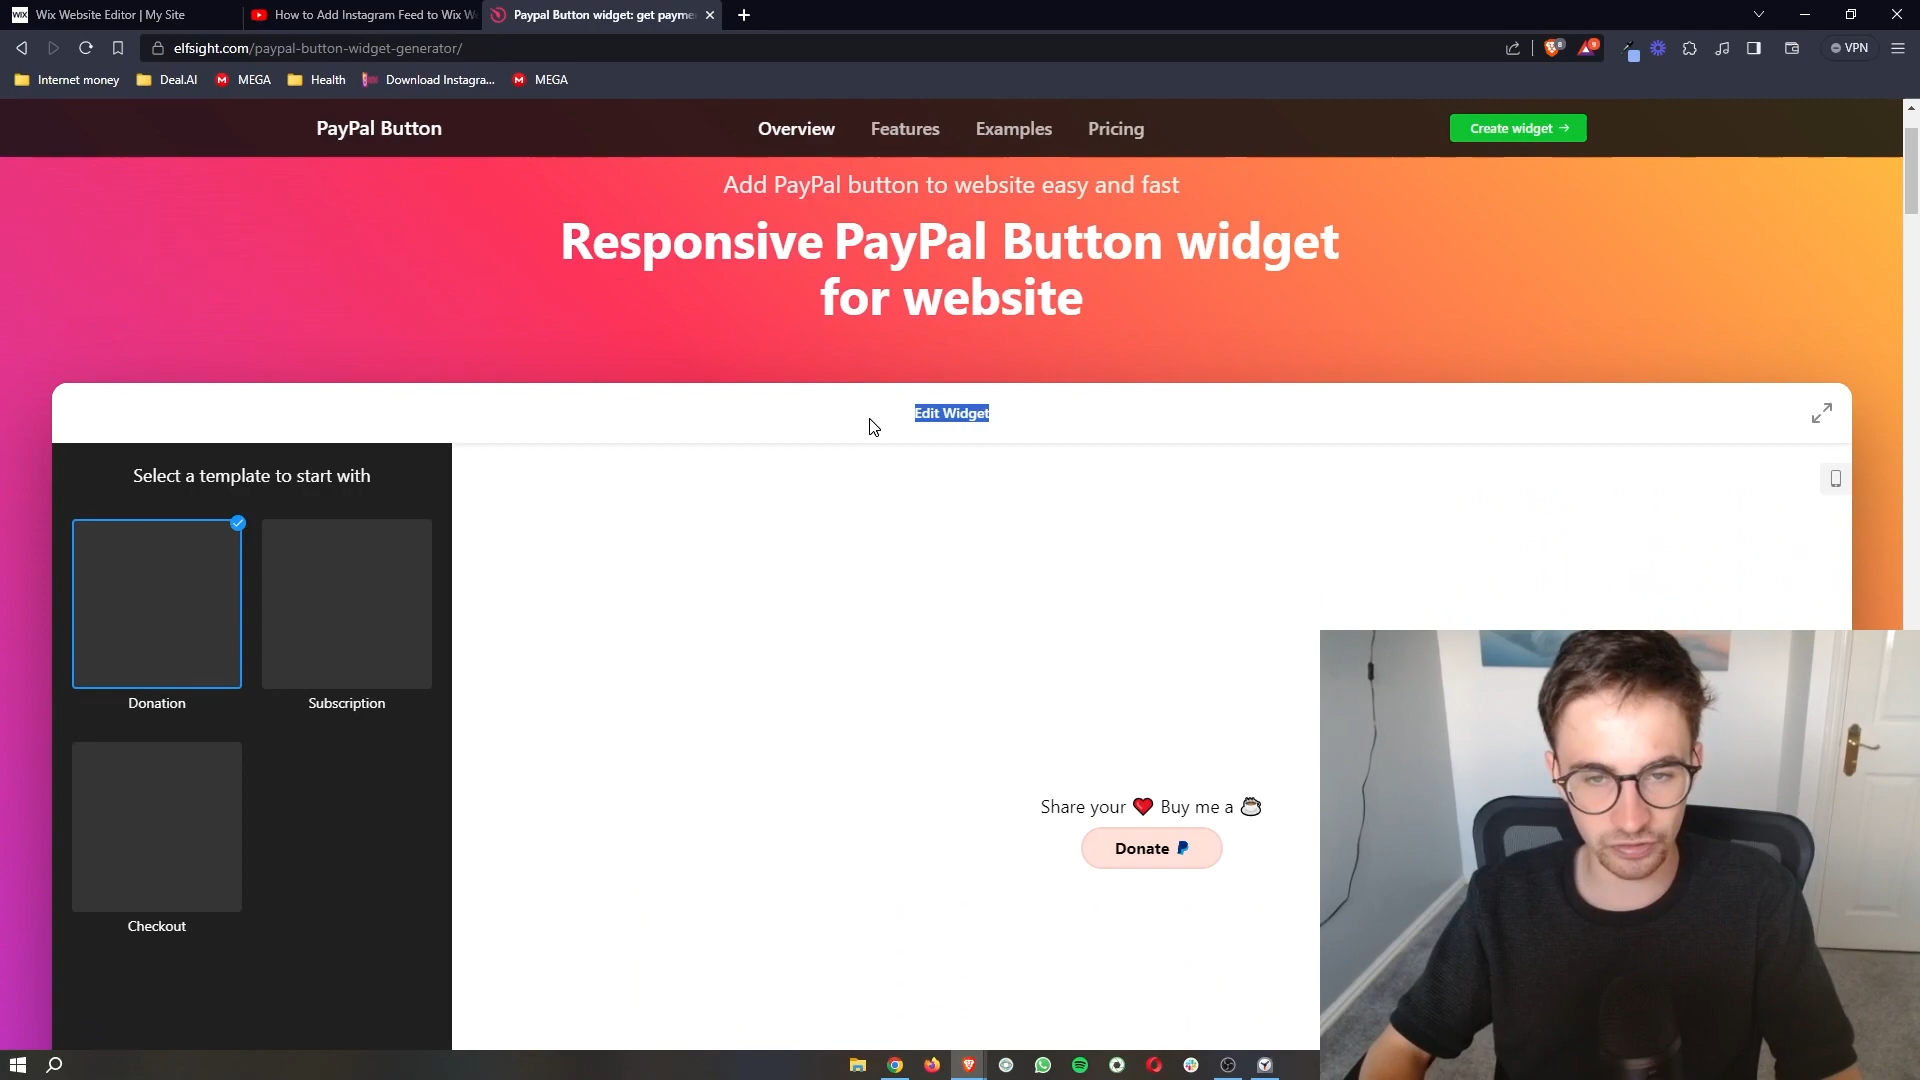 WIX Wix Website Editor | My Site
How to Add Instagram Feed to Wix W
Paypal Button widget: get payme
elfsight.com/paypal-button-widget-generator/
8
9
VPN
Internet money
Deal.AI
M MEGA
Health
Download Instagra...
M MEGA
PayPal Button
Overview
Features
Examples
Pricing
Create widget →
Add PayPal button to website easy and fast
Responsive PayPal Button widget
for website
Edit Widget
Select a template to start with
Donation
Subscription
Checkout
Share your ❤️ Buy me a ☕
Donate